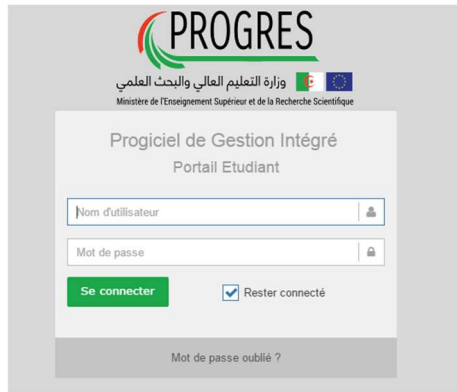 PROGRES
وزارة التعليم العالي والبحث العلمي
Ministère de l'Enseignement Supérieur et de la Recherche Scientifique
Progiciel de Gestion Intégré
Portail Etudiant
Nom d'utilisateur
Mot de passe
Se connecter
Rester connecté
Mot de passe oublié ?